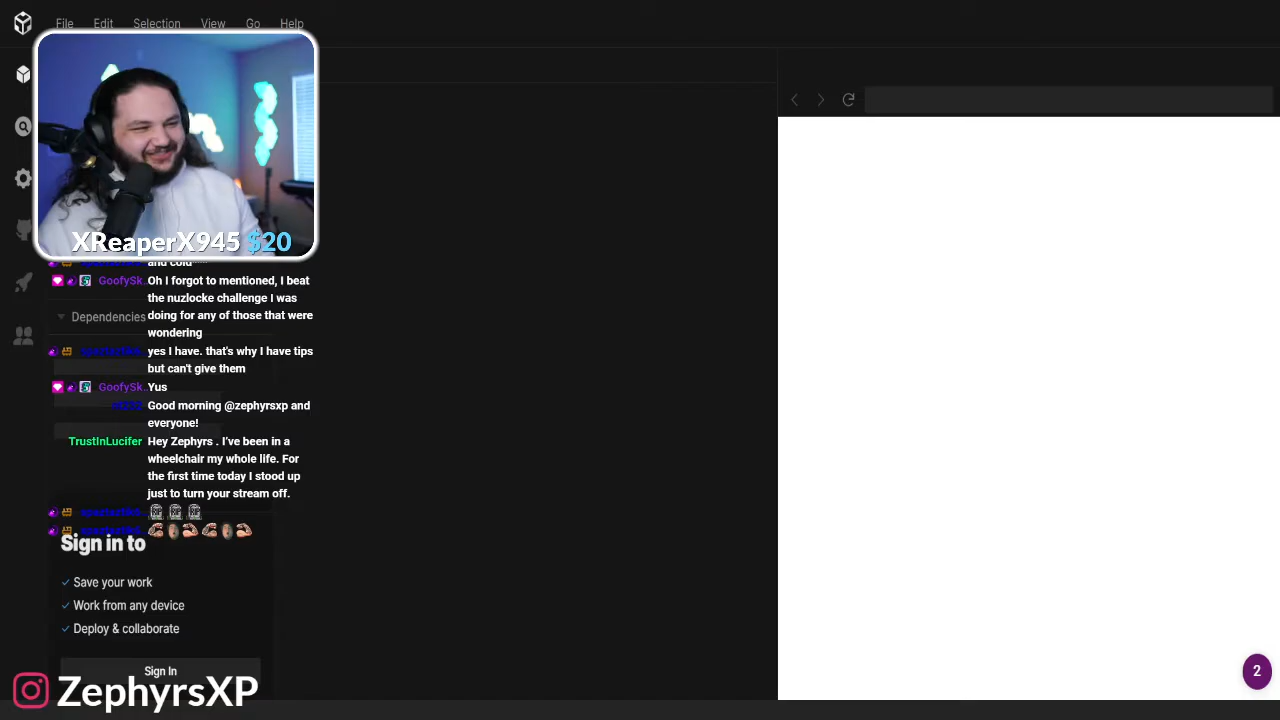 File Edit Selection View Go Help
XReaperX945 $20
and cold
GoofySk.. Oh I forgot to mentioned, I beat
the nuzlocke challenge I was
doing for any of those that were
wondering
Dependencies
yes I have. that's why I have tips
but can't give them
GoofySk.. Yus
Good morning @zephyrsxp and
everyone!
TrustInLucifer Hey Zephyrs . I've been in a
wheelchair my whole life. For
the first time today I stood up
just to turn your stream off.
Sign in to
Save your work
Work from any device
Deploy & collaborate
Sign In
ZephyrsXP
2